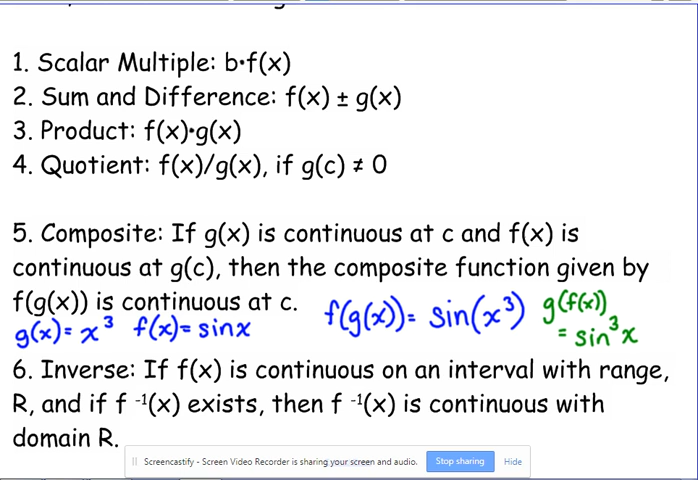 1. Scalar Multiple: b•f(x)
2. Sum and Difference: f(x) ± g(x)
3. Product: f(x)•g(x)
4. Quotient: f(x)/g(x), if g(c) ≠ 0
5. Composite: If g(x) is continuous at c and f(x) is
continuous at g(c), then the composite function given by
f(g(x)) is continuous at c.
g(x)= x³ f(x)= sinx
f(g(x))= sin(x³)
g(f(x))
= sin³x
6. Inverse: If f(x) is continuous on an interval with range,
R, and if f ⁻¹(x) exists, then f ⁻¹(x) is continuous with
domain R.
Screencastify - Screen Video Recorder is sharing your screen and audio. Stop sharing Hide